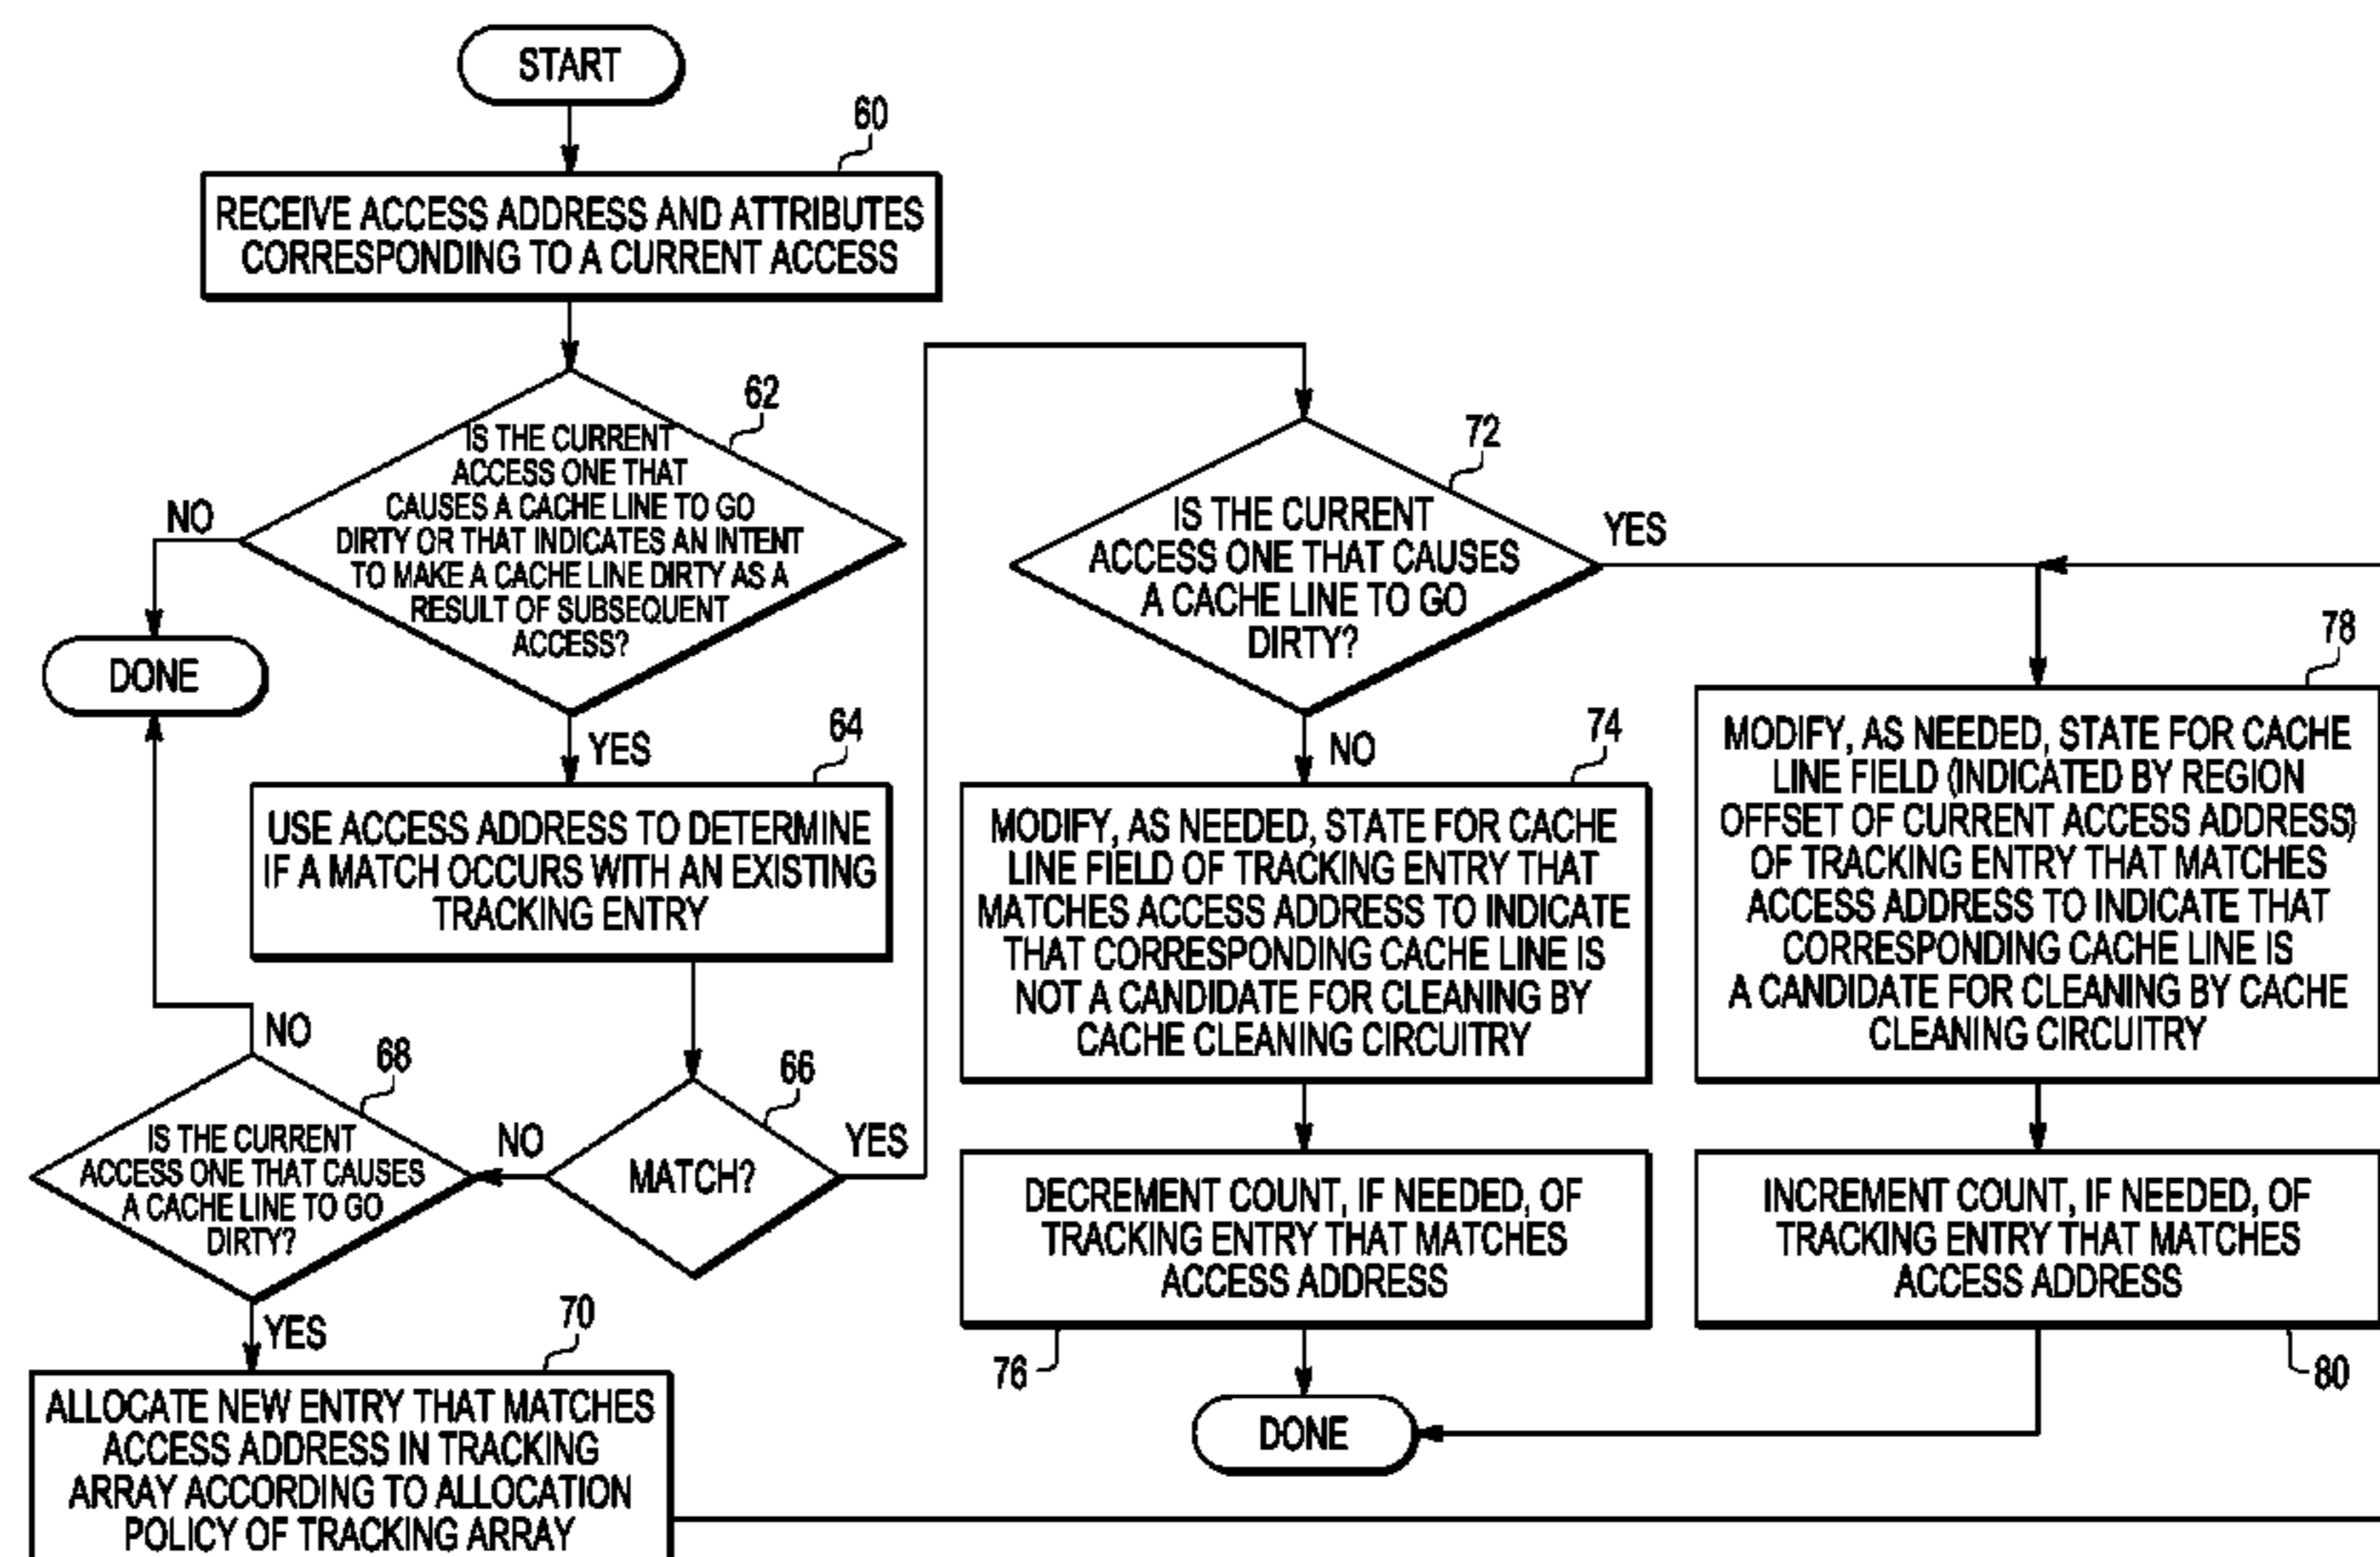 START
60
RECEIVE ACCESS ADDRESS AND ATTRIBUTES
CORRESPONDING TO A CURRENT ACCESS
62
IS THE CURRENT
ACCESS ONE THAT
CAUSES A CACHE LINE TO GO
DIRTY OR THAT INDICATES AN INTENT
TO MAKE A CACHE LINE DIRTY AS A
RESULT OF SUBSEQUENT
ACCESS?
NO
DONE
YES
64
USE ACCESS ADDRESS TO DETERMINE
IF A MATCH OCCURS WITH AN EXISTING
TRACKING ENTRY
66
MATCH?
NO
YES
68
IS THE CURRENT
ACCESS ONE THAT CAUSES
A CACHE LINE TO GO
DIRTY?
NO
YES
70
ALLOCATE NEW ENTRY THAT MATCHES
ACCESS ADDRESS IN TRACKING
ARRAY ACCORDING TO ALLOCATION
POLICY OF TRACKING ARRAY
72
IS THE CURRENT
ACCESS ONE THAT CAUSES
A CACHE LINE TO GO
DIRTY?
YES
NO
74
MODIFY, AS NEEDED, STATE FOR CACHE
LINE FIELD OF TRACKING ENTRY THAT
MATCHES ACCESS ADDRESS TO INDICATE
THAT CORRESPONDING CACHE LINE IS
NOT A CANDIDATE FOR CLEANING BY
CACHE CLEANING CIRCUITRY
DECREMENT COUNT, IF NEEDED, OF
TRACKING ENTRY THAT MATCHES
ACCESS ADDRESS
76
DONE
78
MODIFY, AS NEEDED, STATE FOR CACHE
LINE FIELD (INDICATED BY REGION
OFFSET OF CURRENT ACCESS ADDRESS)
OF TRACKING ENTRY THAT MATCHES
ACCESS ADDRESS TO INDICATE THAT
CORRESPONDING CACHE LINE IS
A CANDIDATE FOR CLEANING BY CACHE
CLEANING CIRCUITRY
INCREMENT COUNT, IF NEEDED, OF
TRACKING ENTRY THAT MATCHES
ACCESS ADDRESS
80